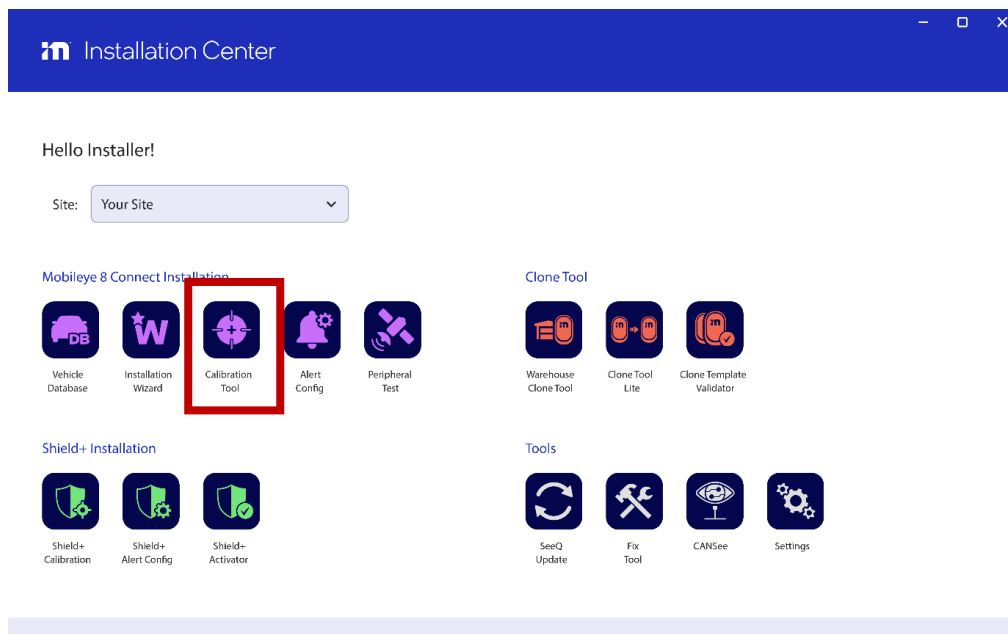 Installation Center
Hello Installer!
Site:
Your Site
Mobileye 8 Connect Installation
DB
W
Vehicle
Database
Installation
Wizard
Calibration
Tool
Alert
Config
Peripheral
Test
Clone Tool
Warehouse
Clone Tool
Clone Tool
Lite
Clone Template
Validator
Shield+ Installation
Shield+
Calibration
Shield+
Alert Config
Shield+
Activator
Tools
SeeQ
Update
Fix
Tool
CANSee
Settings